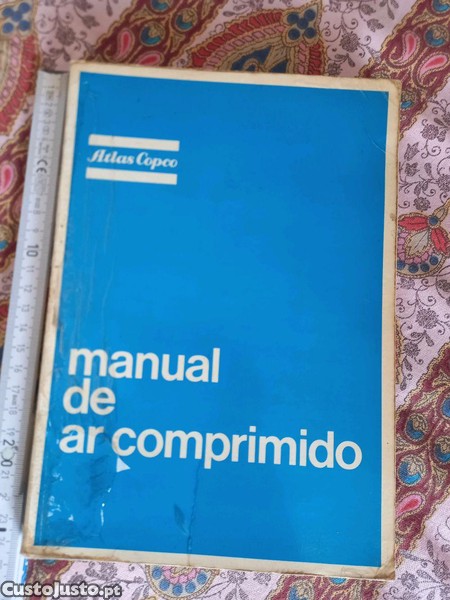 Atlas Copco
manual
de
ar comprimido
CustoJusto.pt